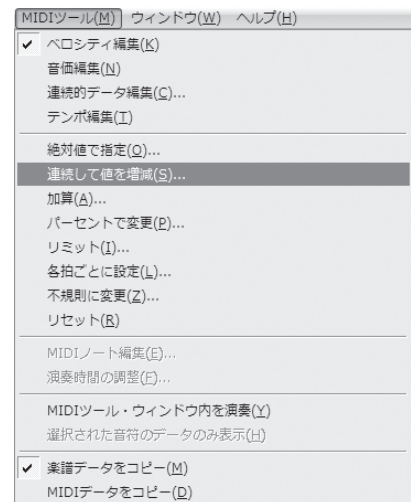 MIDIツール(M) ウィンドウ(W) ヘルプ(H)
✓ ベロシティ編集(K)
音価編集(N)
連続的データ編集(C)...
テンポ編集(T)
絶対値で指定(O)...
連続して値を増減(S)...
加算(A)...
パーセントで変更(P)...
リミット(I)...
各拍ごとに設定(L)...
不規則に変更(Z)...
リセット(R)
MIDIノート編集(E)...
演奏時間の調整(F)...
MIDIツール・ウィンドウ内を演奏(Y)
選択された音符のデータのみ表示(H)
✓ 楽譜データをコピー(M)
MIDIデータをコピー(D)